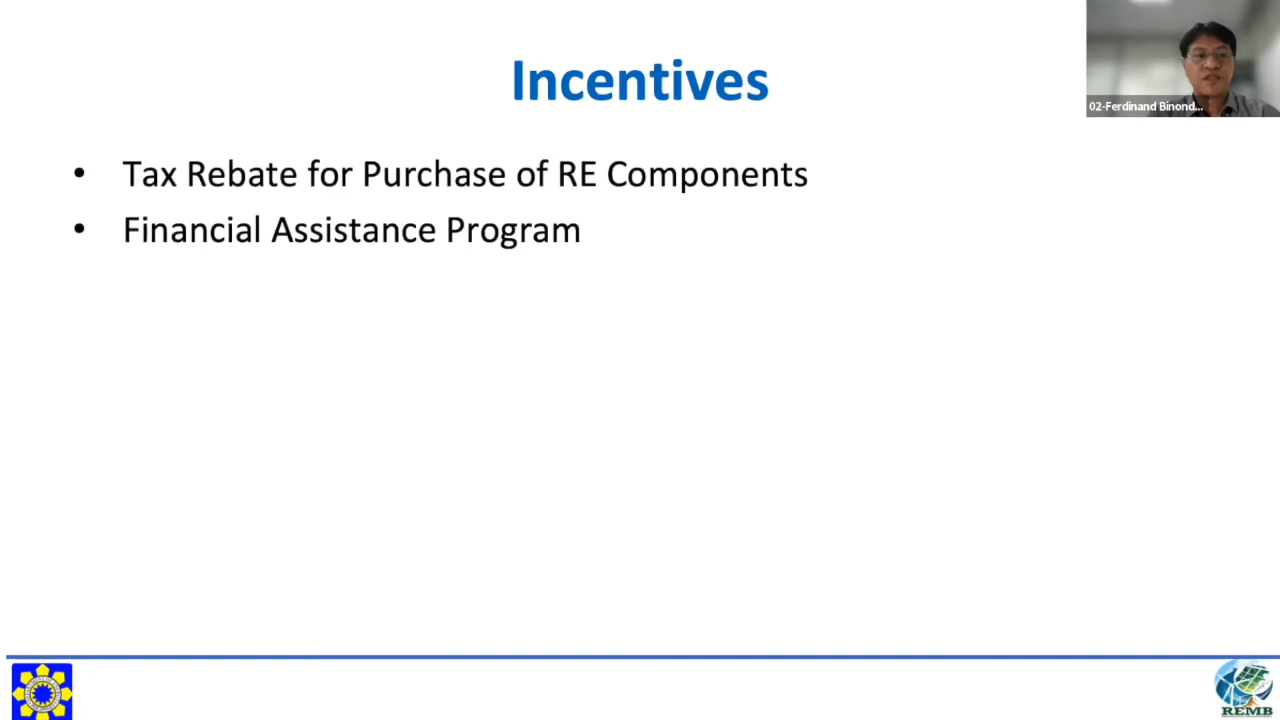 Incentives
02-Ferdinand Binond...
• Tax Rebate for Purchase of RE Components
• Financial Assistance Program
REMB